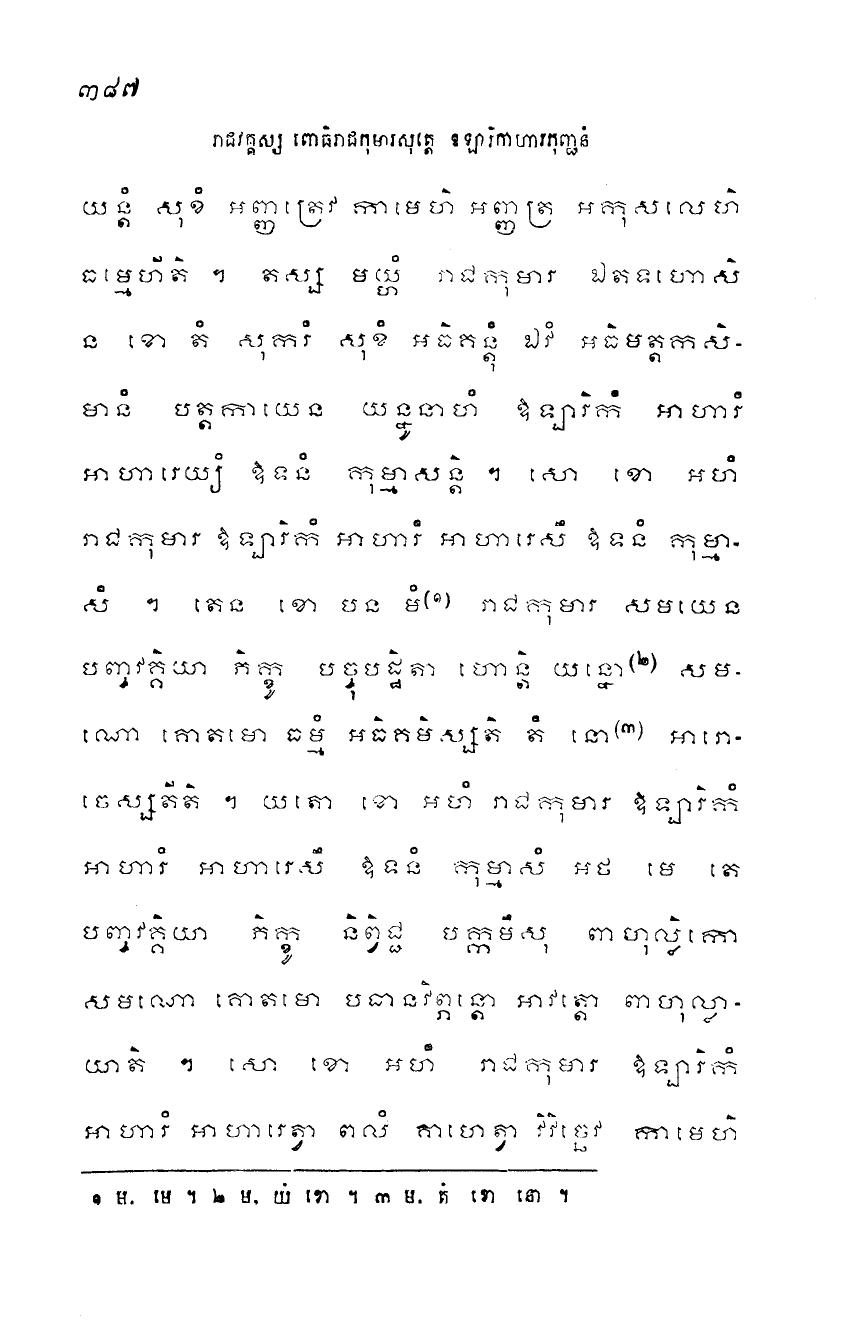 ៣៨៧
រាជវគ្គស្ស ពោធិរាជកុមារសុត្តេ ឱឡារិកាហារភុញ្ជនំ
យន្តំ សុខំ អញ្ញត្រេវ កាមេហិ អញ្ញត្រ អកុសលេហិ
ធម្មេហីតិ ។ តស្ស មយ្ហំ រាជកុមារ ឯតទហោសិ
ន ខោ តំ សុករំ សុខំ អធិគន្តុំ ឯវំ អធិមត្តកសិ-
មានំ បត្តកាយេន យន្នូនាហំ ឱឡារិកំ អាហារំ
អាហារេយ្យំ ឱទនំ កុម្មាសន្តិ ។ សោ ខោ អហំ
រាជកុមារ ឱឡារិកំ អាហារំ អាហារេសឹ ឱទនំ កុម្មា-
សំ ។ តេន ខោ បន មំ(១) រាជកុមារ សមយេន
បញ្ចវគ្គិយា ភិក្ខូ បច្ចុបដ្ឋិតា ហោន្តិ យន្នោ(២) សម-
ណោ គោតមោ ធម្មំ អធិគមិស្សតិ តំ នោ(៣) អារោ-
ចេស្សតីតិ ។ យតោ ខោ អហំ រាជកុមារ ឱឡារិកំ
អាហារំ អាហារេសឹ ឱទនំ កុម្មាសំ អថ មេ តេ
បញ្ចវគ្គិយា ភិក្ខូ និព្វិជ្ជ បក្កមឹសុ ពាហុល្លិកោ
សមណោ គោតមោ បធានវិព្ភន្តោ អាវត្តោ ពាហុល្លា-
យាតិ ។ សោ ខោ អហំ រាជកុមារ ឱឡារិកំ
អាហារំ អាហារេត្វា ពលំ គាហេត្វា វិវិច្ចេវ កាមេហិ
១ ម. មេ ។ ២ ម. យំ ខោ ។ ៣ ម. តំ ខោ នោ ។